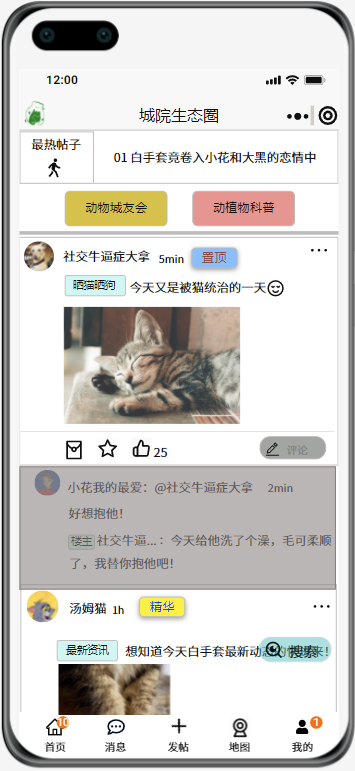 12:00
城院生态圈
最热帖子
01 白手套竟卷入小花和大黑的恋情中
动物城友会
动植物科普
社交牛逼症大拿 5min 置顶
晒猫晒狗 今天又是被猫统治的一天
25 评论
小花我的最爱：@社交牛逼症大拿 2min
好想抱他！
楼主 社交牛逼...：今天给他洗了个澡，毛可柔顺
了，我替你抱他吧！
汤姆猫 1h 精华
最新资讯 想知道今天白手套最新动态的 来！
搜索
10 1
首页 消息 发帖 地图 我的